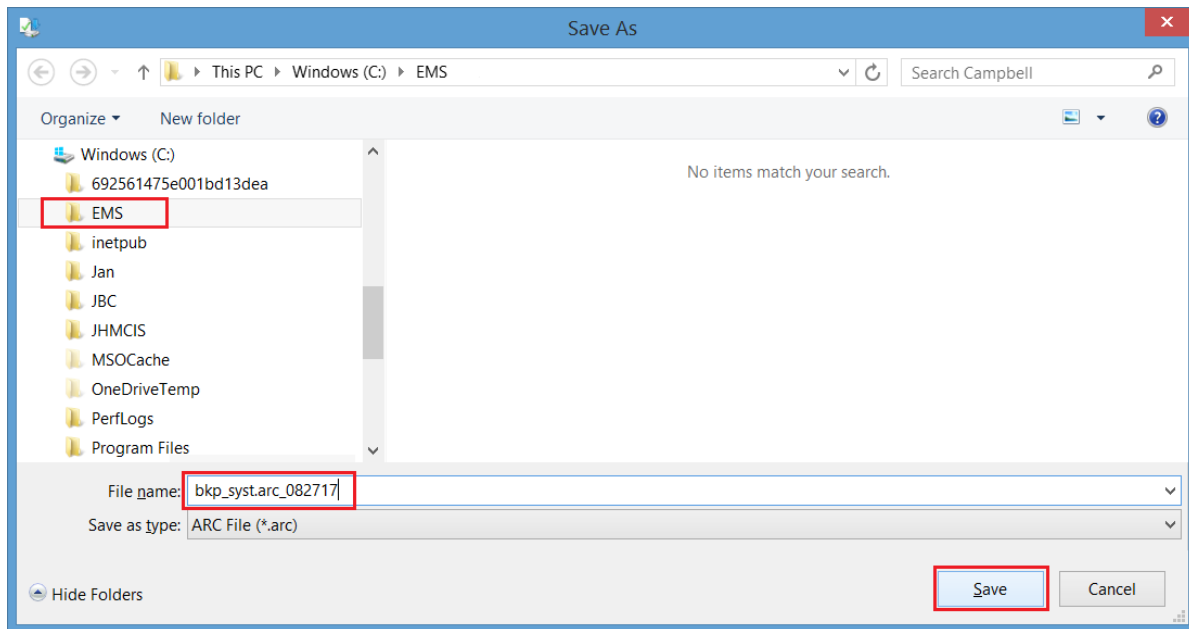 Save As
This PC Windows (C:) EMS
Search Campbell
Organize New folder
Windows (C:)
692561475e001bd13dea
EMS
inetpub
Jan
JBC
JHMCIS
MSOCache
OneDriveTemp
PerfLogs
Program Files
No items match your search.
File name: bkp_syst.arc_082717
Save as type: ARC File (*.arc)
Hide Folders
Save Cancel